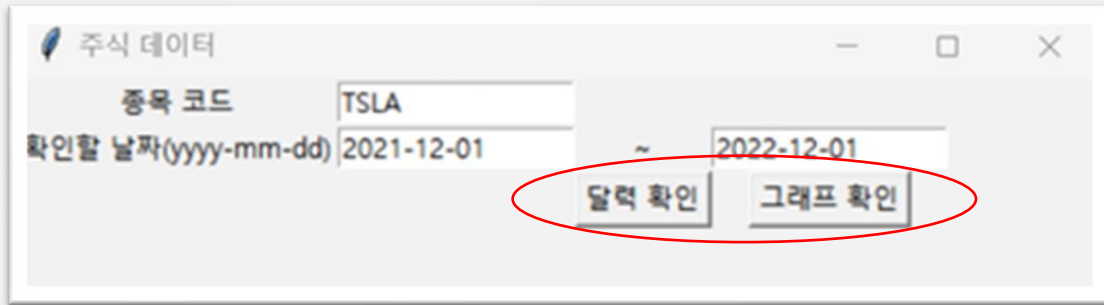 주식 데이터
종목 코드 TSLA
확인할 날짜(yyyy-mm-dd) 2021-12-01 ~ 2022-12-01
달력 확인 그래프 확인